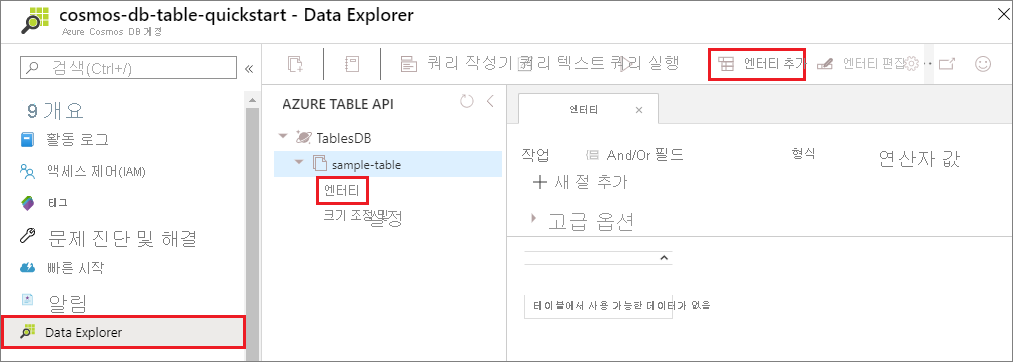 cosmos-db-table-quickstart - Data Explorer
Azure Cosmos DB 계정
검색(Ctrl+/)
9 개요
활동 로그
액세스 제어(IAM)
태그
문제 진단 및 해결
빠른 시작
알림
Data Explorer
쿼리 작성기 쿼리 텍스트 쿼리 실행
엔터티 추가
엔터티 편집
AZURE TABLE API
TablesDB
sample-table
엔터티
크기 조정 및 설정
엔터티
작업 And/Or 필드 형식 연산자 값
새 절 추가
고급 옵션
테이블에서 사용 가능한 데이터가 없음